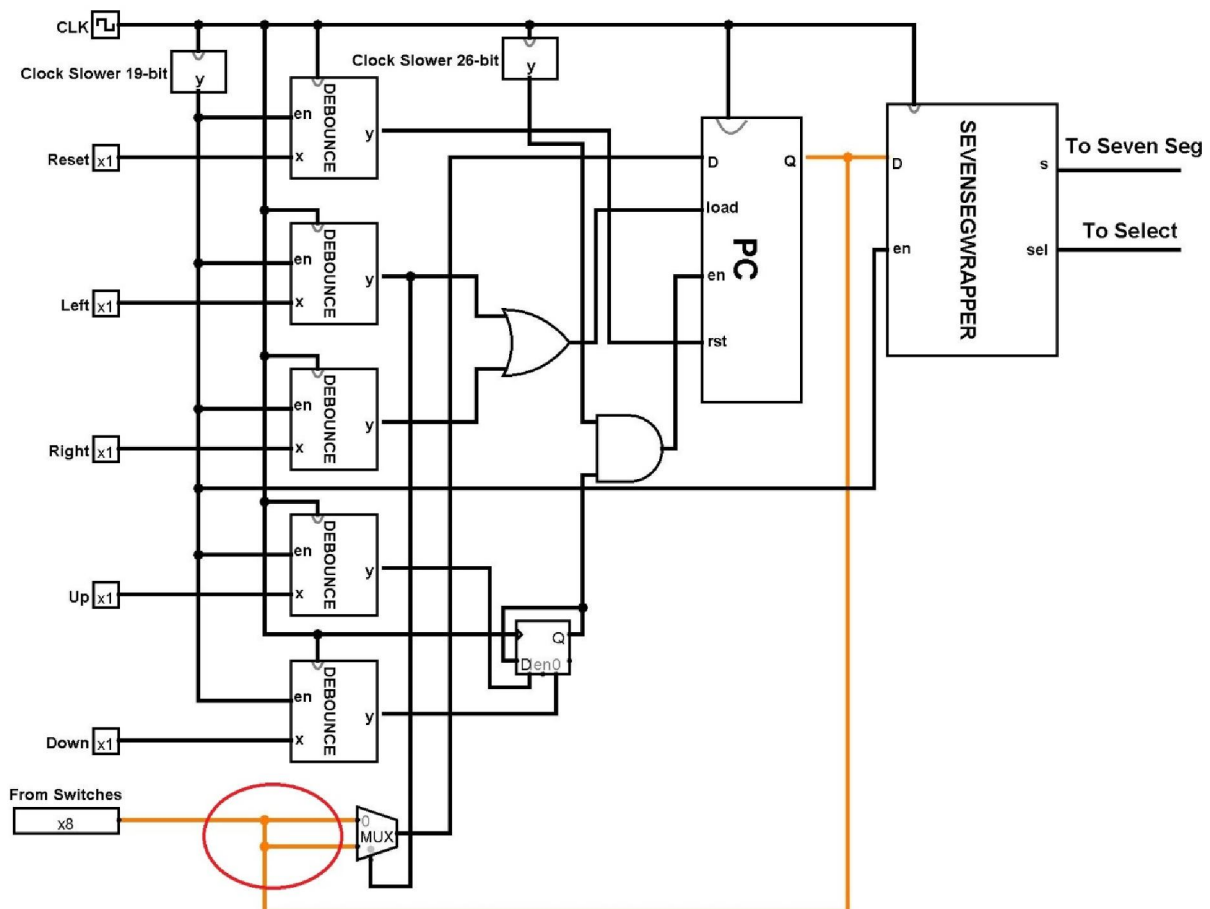 CLK
Clock Slower 19-bit
y
Clock Slower 26-bit
y
DEBOUNCE
en
x
y
Reset x1
DEBOUNCE
en
x
y
Left x1
DEBOUNCE
en
x
y
Right x1
DEBOUNCE
en
x
y
Up x1
DEBOUNCE
en
x
y
Down x1
From Switches
x8
0
MUX
Q
D en0
PC
D
Q
load
en
rst
SEVENSEGWRAPPER
D
en
s
sel
To Seven Seg
To Select